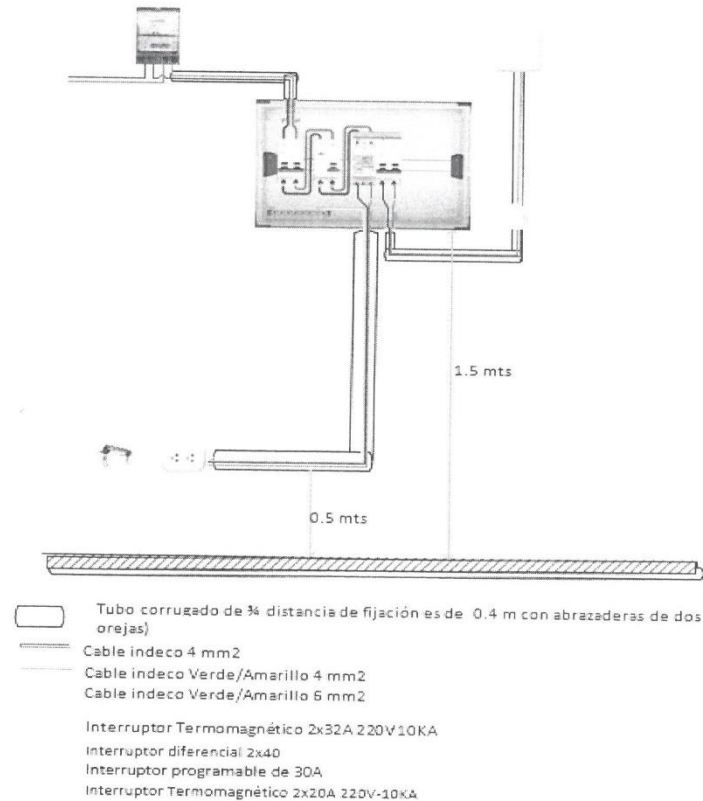 1.5 mts
0.5 mts
Tubo corrugado de ¾ distancia de fijación es de 0.4 m con abrazaderas de dos
orejas)
Cable indeco 4 mm2
Cable indeco Verde/Amarillo 4 mm2
Cable indeco Verde/Amarillo 6 mm2
Interruptor Termomagnético 2x32A 220V10KA
Interruptor diferencial 2x40
Interruptor programable de 30A
Interruptor Termomagnético 2x20A 220V-10KA